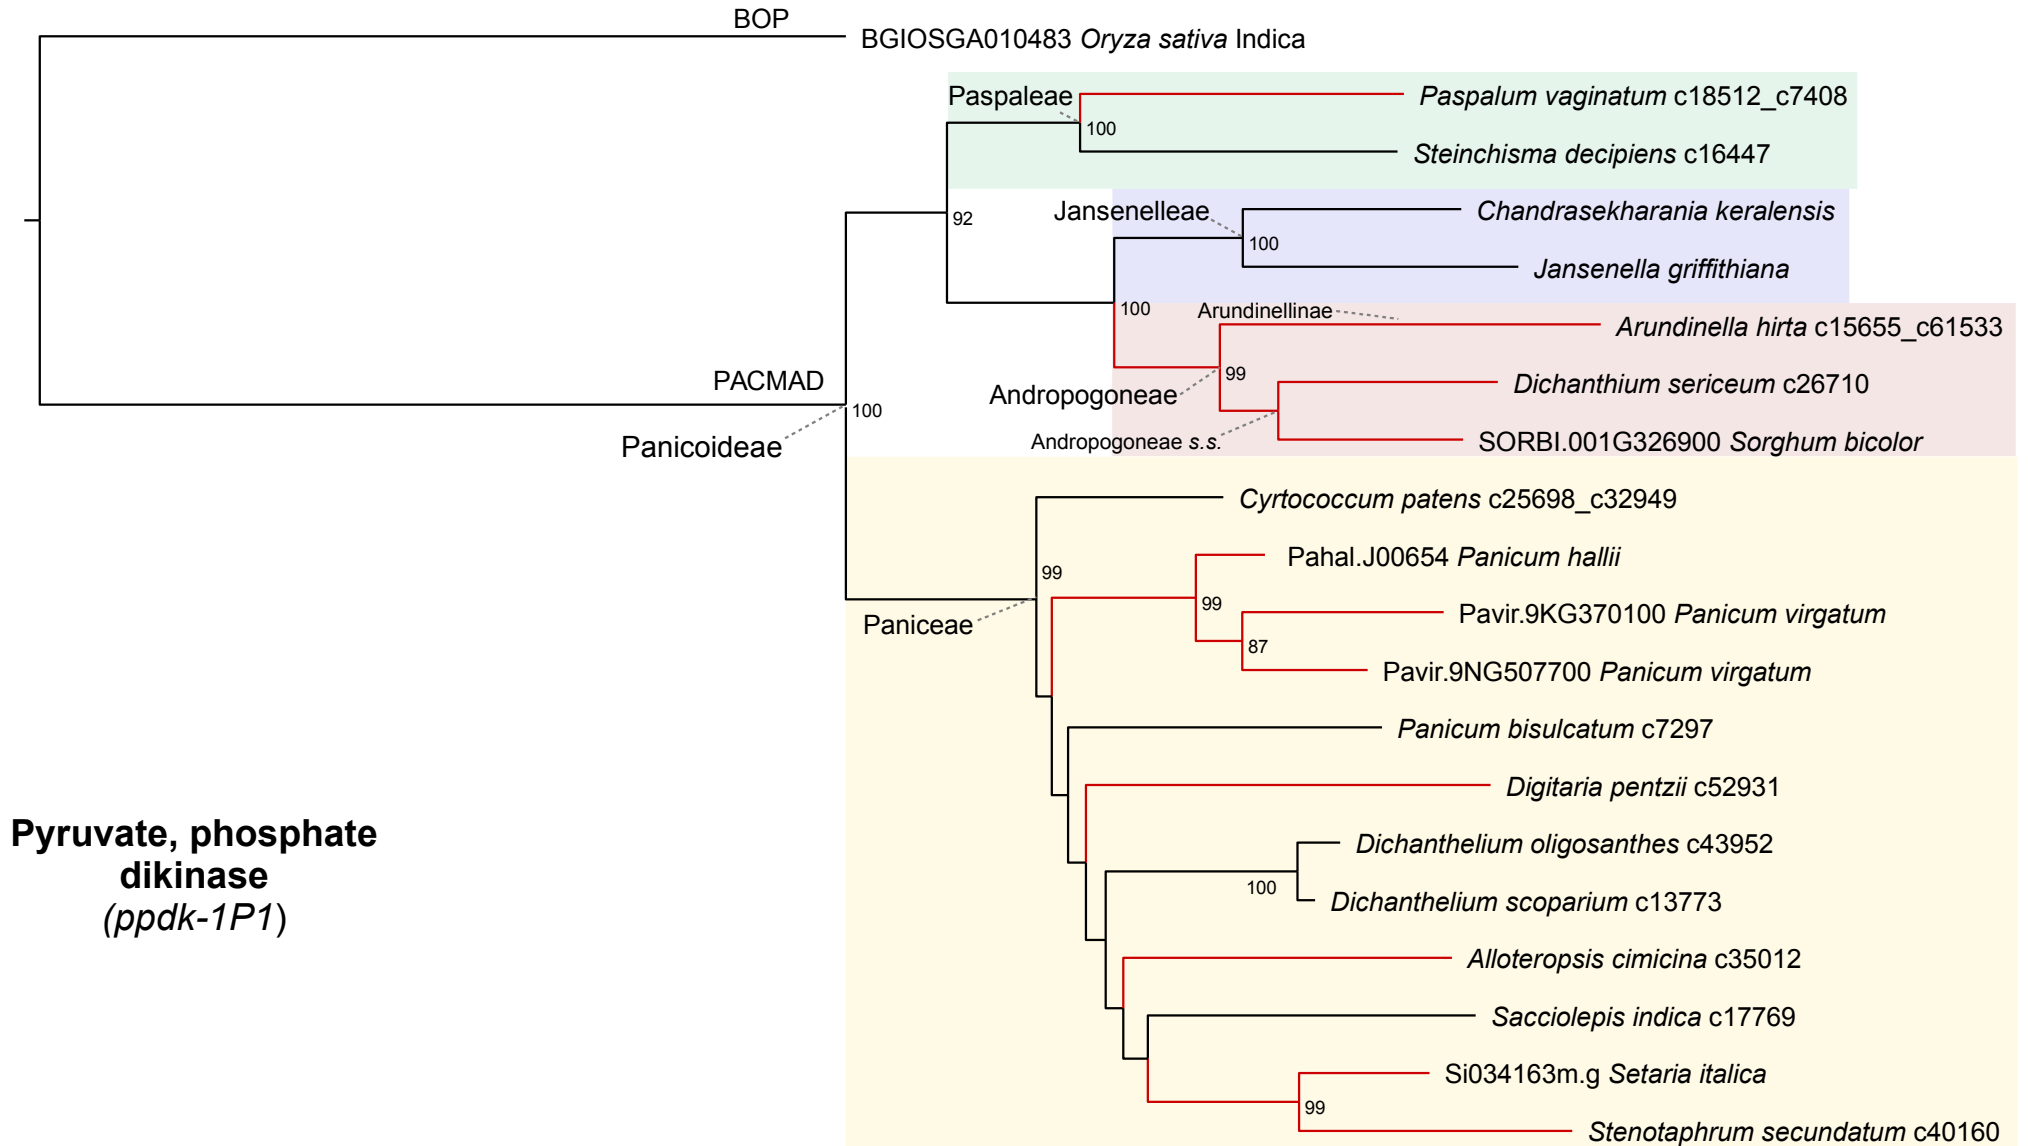 BOP
BGIOSGA010483 Oryza sativa Indica
Paspaleae
Paspalum vaginatum c18512_c7408
100
Steinchisma decipiens c16447
92
Jansenelleae
Chandrasekharania keralensis
100
Jansenella griffithiana
100
Arundinellinae
Arundinella hirta c15655_c61533
99
PACMAD
Dichanthium sericeum c26710
Andropogoneae
100
Andropogoneae s.s.
SORBI.001G326900 Sorghum bicolor
Panicoideae
Cyrtococcum patens c25698_c32949
99
Pahal.J00654 Panicum hallii
99
Paniceae
Pavir.9KG370100 Panicum virgatum
87
Pavir.9NG507700 Panicum virgatum
Panicum bisulcatum c7297
Digitaria pentzii c52931
Pyruvate, phosphate
dikinase
(ppdk-1P1)
Dichanthelium oligosanthes c43952
100
Dichanthelium scoparium c13773
Alloteropsis cimicina c35012
Sacciolepis indica c17769
Si034163m.g Setaria italica
99
Stenotaphrum secundatum c40160